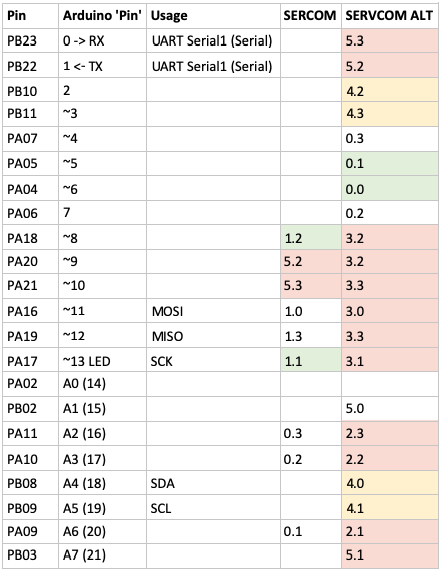 Pin Arduino 'Pin' Usage SERCOM SERVCOM ALT
PB23 0 -> RX UART Serial1 (Serial) 5.3
PB22 1 <- TX UART Serial1 (Serial) 5.2
PB10 2 4.2
PB11 ~3 4.3
PA07 ~4 0.3
PA05 ~5 0.1
PA04 ~6 0.0
PA06 7 0.2
PA18 ~8 1.2 3.2
PA20 ~9 5.2 3.2
PA21 ~10 5.3 3.3
PA16 ~11 MOSI 1.0 3.0
PA19 ~12 MISO 1.3 3.3
PA17 ~13 LED SCK 1.1 3.1
PA02 A0 (14)
PB02 A1 (15) 5.0
PA11 A2 (16) 0.3 2.3
PA10 A3 (17) 0.2 2.2
PB08 A4 (18) SDA 4.0
PB09 A5 (19) SCL 4.1
PA09 A6 (20) 0.1 2.1
PB03 A7 (21) 5.1